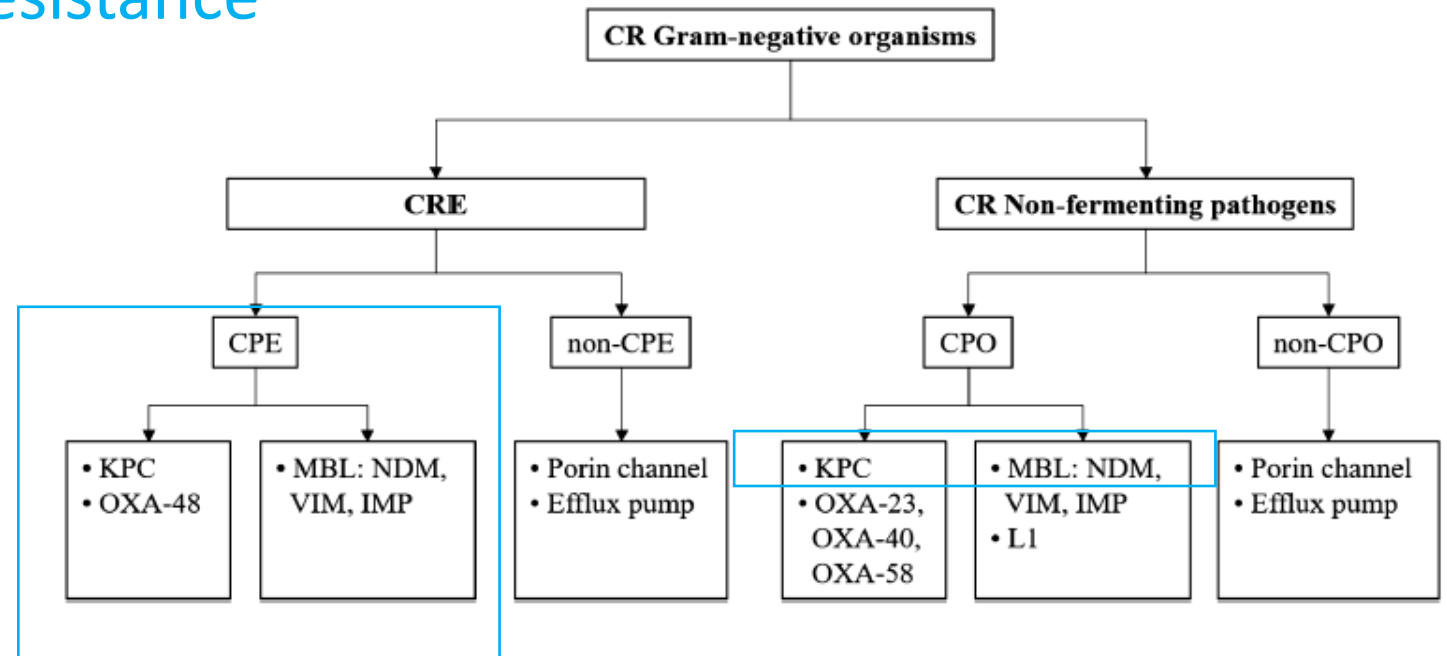 esistance
CR Gram-negative organisms
CRE
CR Non-fermenting pathogens
CPE
non-CPE
CPO
non-CPO
• KPC
• OXA-48
• MBL: NDM,
VIM, IMP
• Porin channel
• Efflux pump
• KPC
• OXA-23,
OXA-40,
OXA-58
• MBL: NDM,
VIM, IMP
• L1
• Porin channel
• Efflux pump